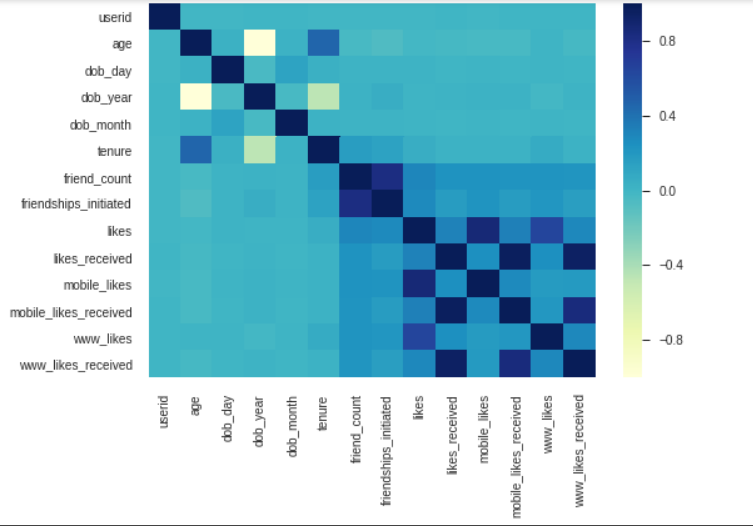 userid
age
dob_day
dob_year
dob_month
tenure
friend_count
friendships_initiated
likes
likes_received
mobile_likes
mobile_likes_received
www_likes
www_likes_received
0.8
0.4
0.0
−0.4
−0.8
userid
age
dob_day
dob_year
dob_month
tenure
friend_count
friendships_initiated
likes
likes_received
mobile_likes
mobile_likes_received
www_likes
www_likes_received